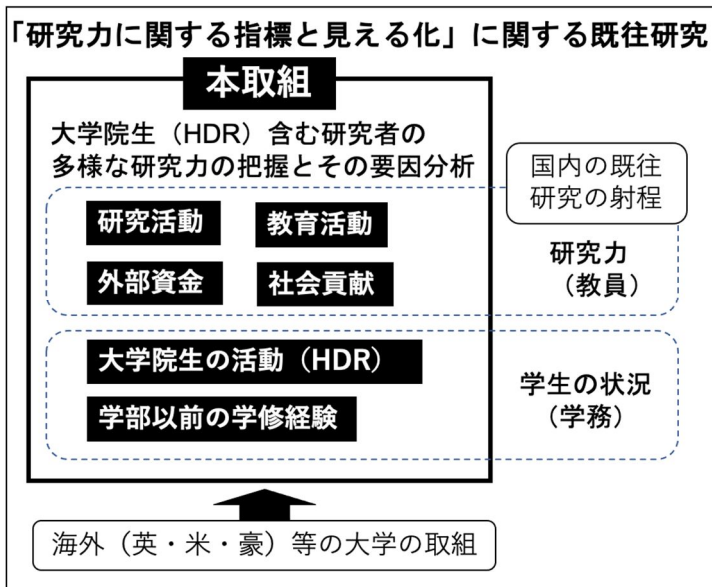 「研究力に関する指標と見える化」に関する既往研究
本取組
大学院生（HDR）含む研究者の
多様な研究力の把握とその要因分析
国内の既往
研究の射程
研究活動
教育活動
外部資金
社会貢献
研究力
（教員）
大学院生の活動（HDR）
学部以前の学修経験
学生の状況
（学務）
海外（英・米・豪）等の大学の取組